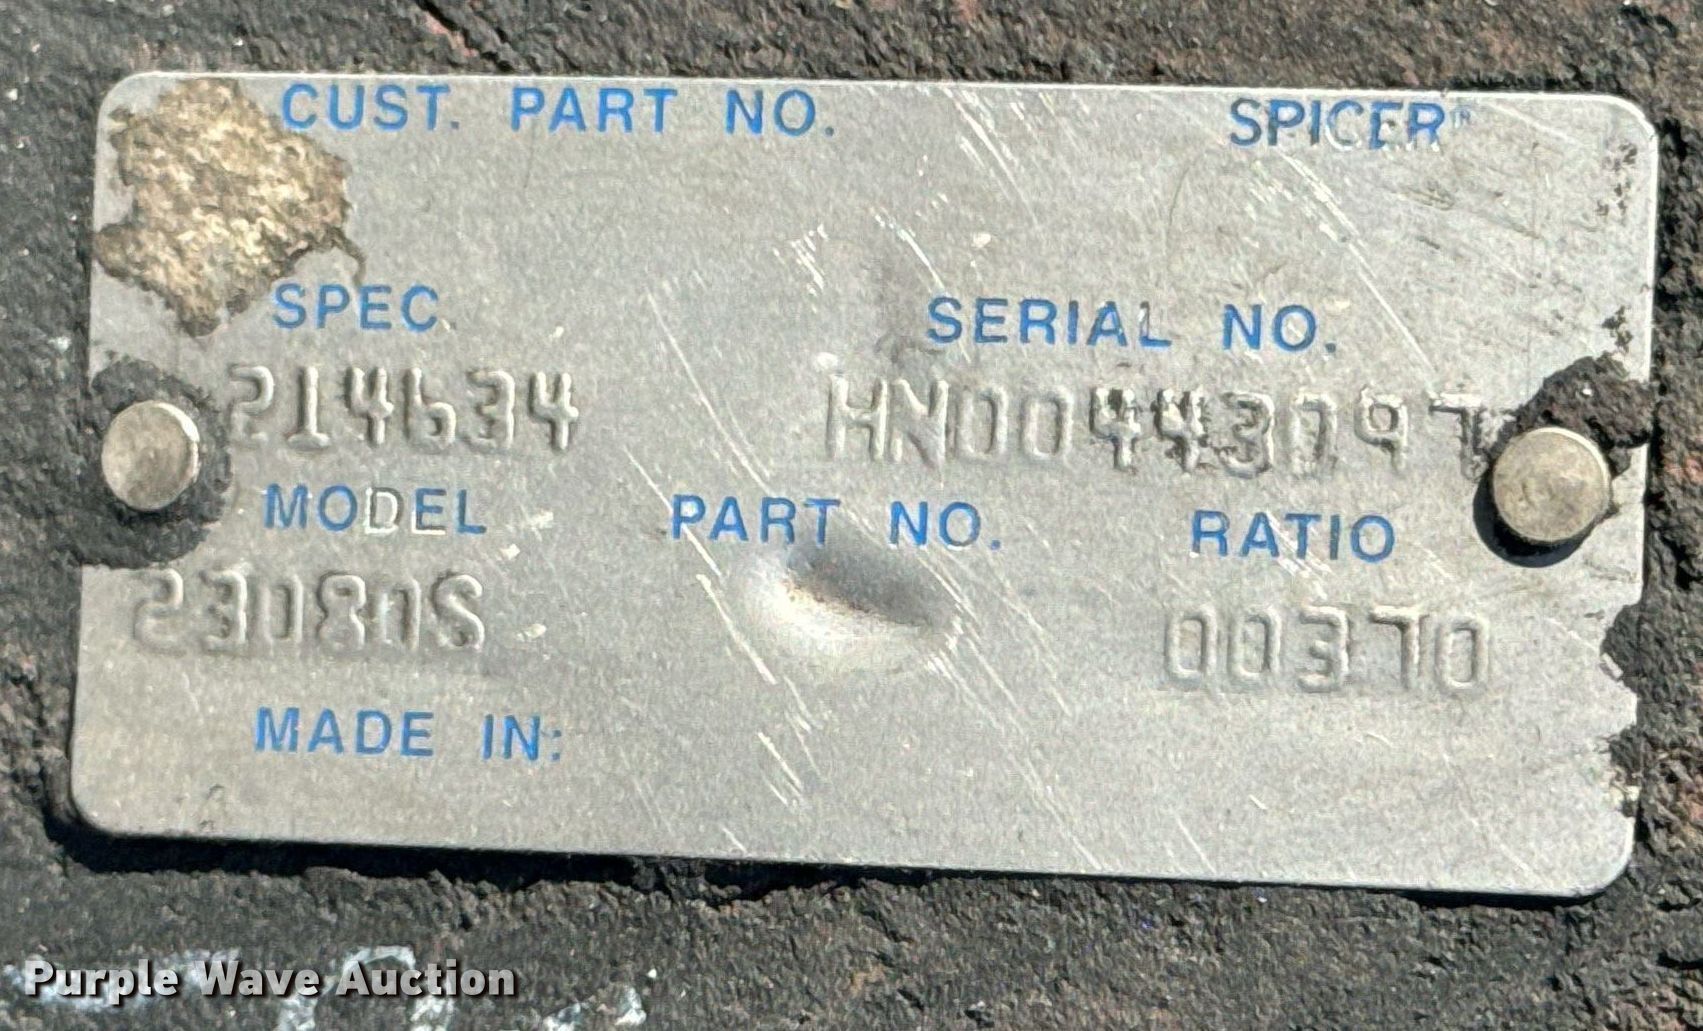 CUST. PART NO. SPICER™
SPEC. SERIAL NO.
214634 HN00443097
MODEL PART NO. RATIO
23080S 00370
MADE IN:
Purple Wave Auction